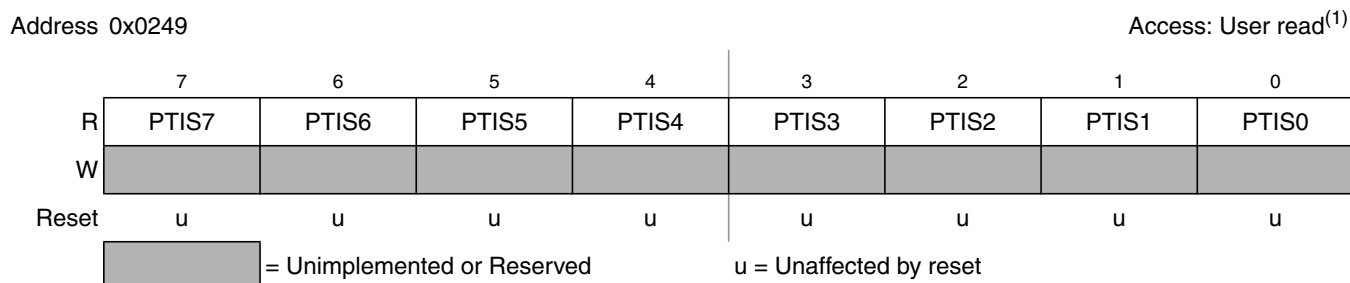 Address 0x0249 Access: User read(1)
7 6 5 4 3 2 1 0
R PTIS7 PTIS6 PTIS5 PTIS4 PTIS3 PTIS2 PTIS1 PTIS0
W
Reset u u u u u u u u
= Unimplemented or Reserved u = Unaffected by reset